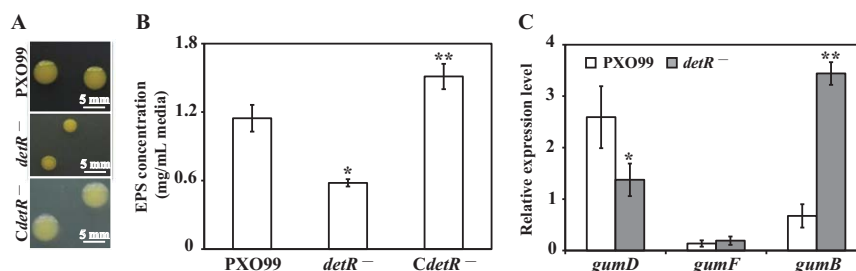 A
PXO99
5 mm
detR⁻
5 mm
CdetR⁻
5 mm
B
EPS concentration
(mg/mL media)
1.8
1.2
0.6
0
*
**
PXO99
detR⁻
CdetR⁻
C
PXO99 detR⁻
Relative expression level
4
3
2
1
0
*
**
gumD
gumF
gumB